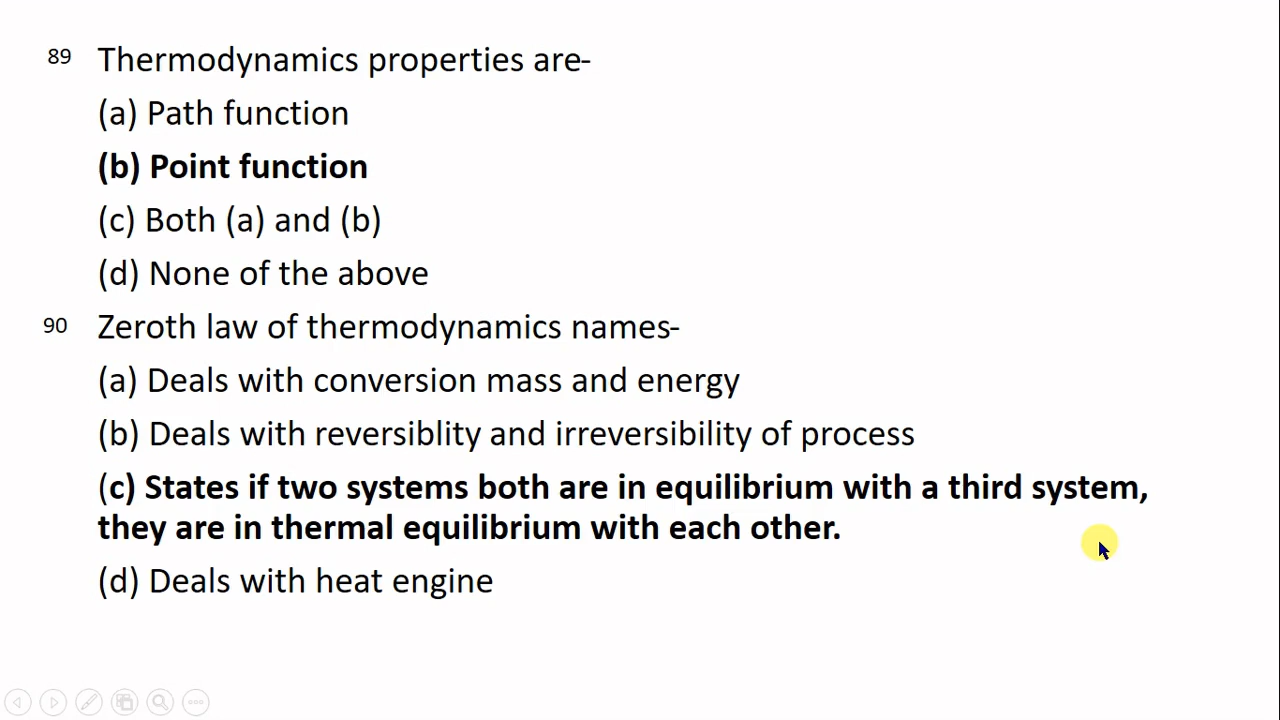 89 Thermodynamics properties are-
(a) Path function
(b) Point function
(c) Both (a) and (b)
(d) None of the above
90 Zeroth law of thermodynamics names-
(a) Deals with conversion mass and energy
(b) Deals with reversiblity and irreversibility of process
(c) States if two systems both are in equilibrium with a third system,
they are in thermal equilibrium with each other.
(d) Deals with heat engine